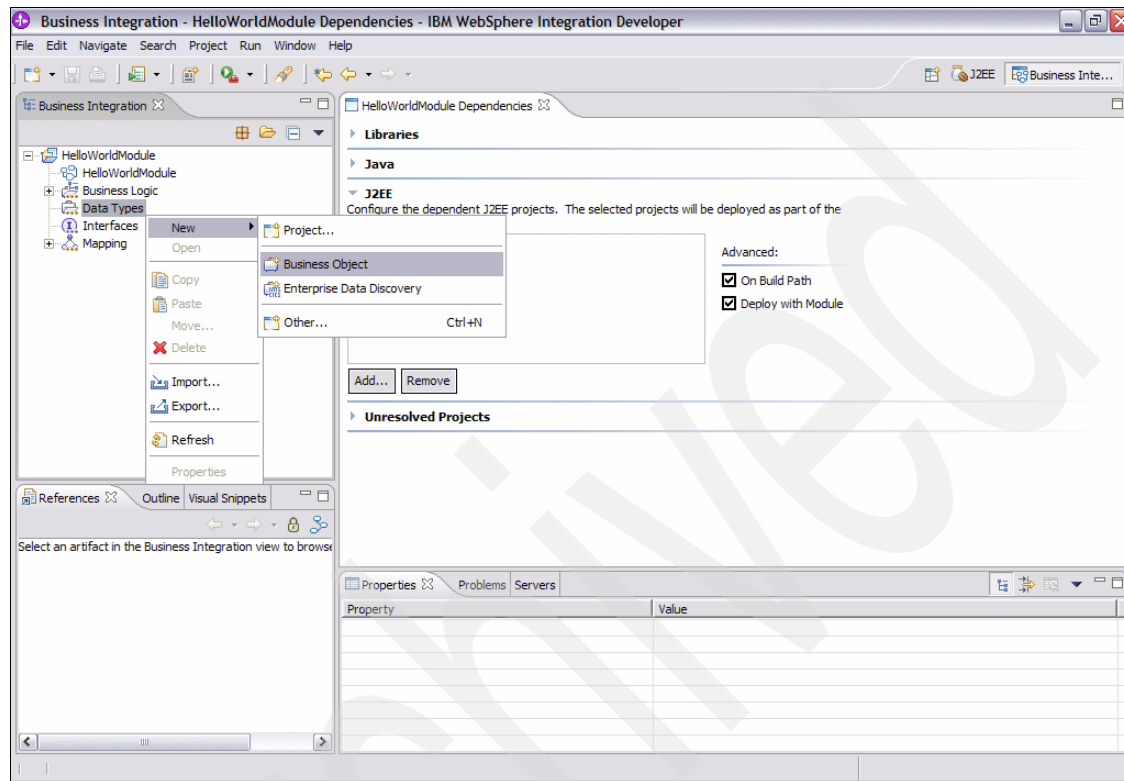 Business Integration - HelloWorldModule Dependencies - IBM WebSphere Integration Developer
File Edit Navigate Search Project Run Window Help
J2EE Business Inte...
Business Integration
HelloWorldModule
HelloWorldModule
Business Logic
Data Types
Interfaces
Mapping
New
Open
Copy
Paste
Move...
Delete
Import...
Export...
Refresh
Properties
Project...
Business Object
Enterprise Data Discovery
Other... Ctrl+N
HelloWorldModule Dependencies
Libraries
Java
J2EE
Configure the dependent J2EE projects. The selected projects will be deployed as part of the
Advanced:
On Build Path
Deploy with Module
Add... Remove
Unresolved Projects
References Outline Visual Snippets
Select an artifact in the Business Integration view to browse
Properties Problems Servers
Property Value